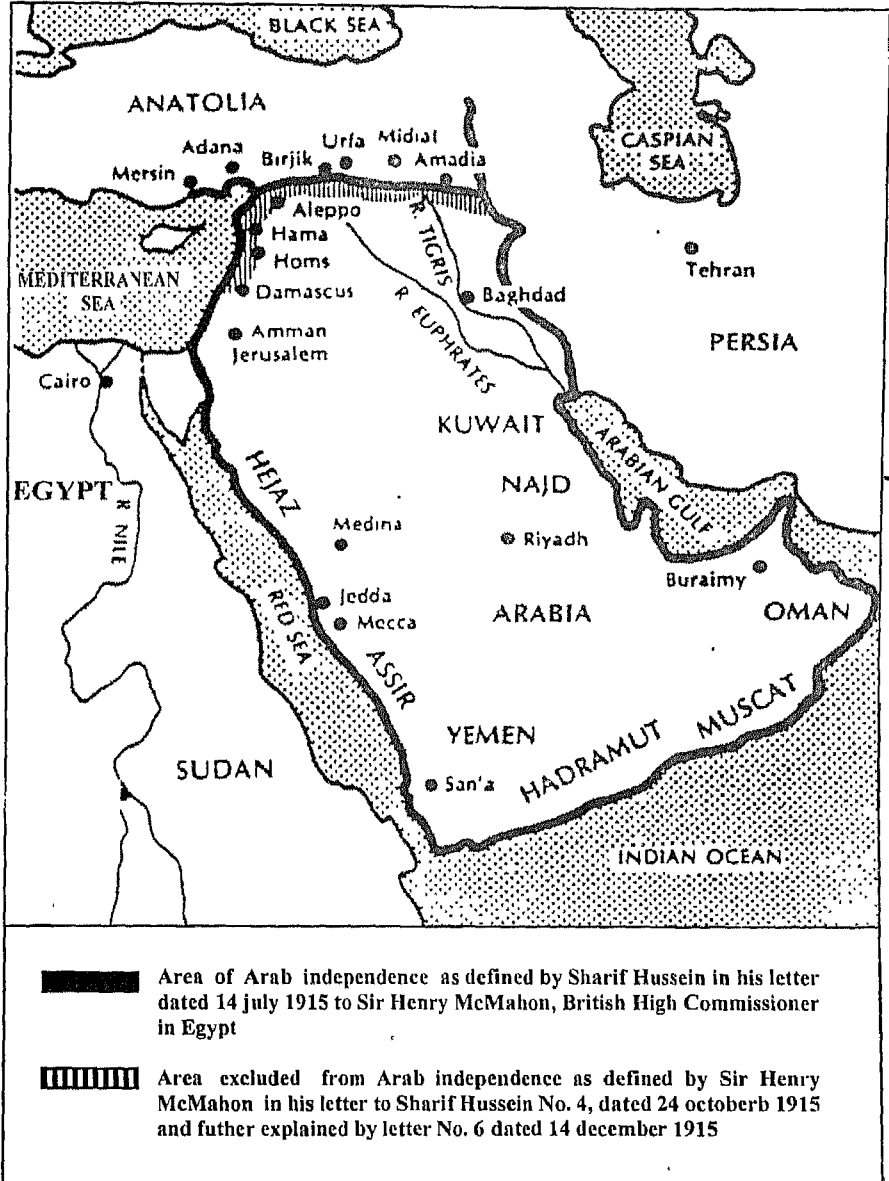 BLACK SEA
ANATOLIA
CASPIAN
SEA
Adana
Mersin
Birjik
Urfa
Midiat
Amadia
Aleppo
Hama
Homs
Damascus
Amman
Jerusalem
R. TIGRIS
Baghdad
R. EUPHRATES
Tehran
MEDITERRANEAN
SEA
PERSIA
Cairo
KUWAIT
ARABIAN GULF
HEJAZ
NAJD
EGYPT
R NILE
Medina
Riyadh
Buraimy
Jedda
Mecca
RED SEA
ARABIA
OMAN
ASSIR
YEMEN
HADRAMUT
MUSCAT
SUDAN
San'a
INDIAN OCEAN
Area of Arab independence as defined by Sharif Hussein in his letter
dated 14 july 1915 to Sir Henry McMahon, British High Commissioner
in Egypt
Area excluded from Arab independence as defined by Sir Henry
McMahon in his letter to Sharif Hussein No. 4, dated 24 octoberb 1915
and futher explained by letter No. 6 dated 14 december 1915